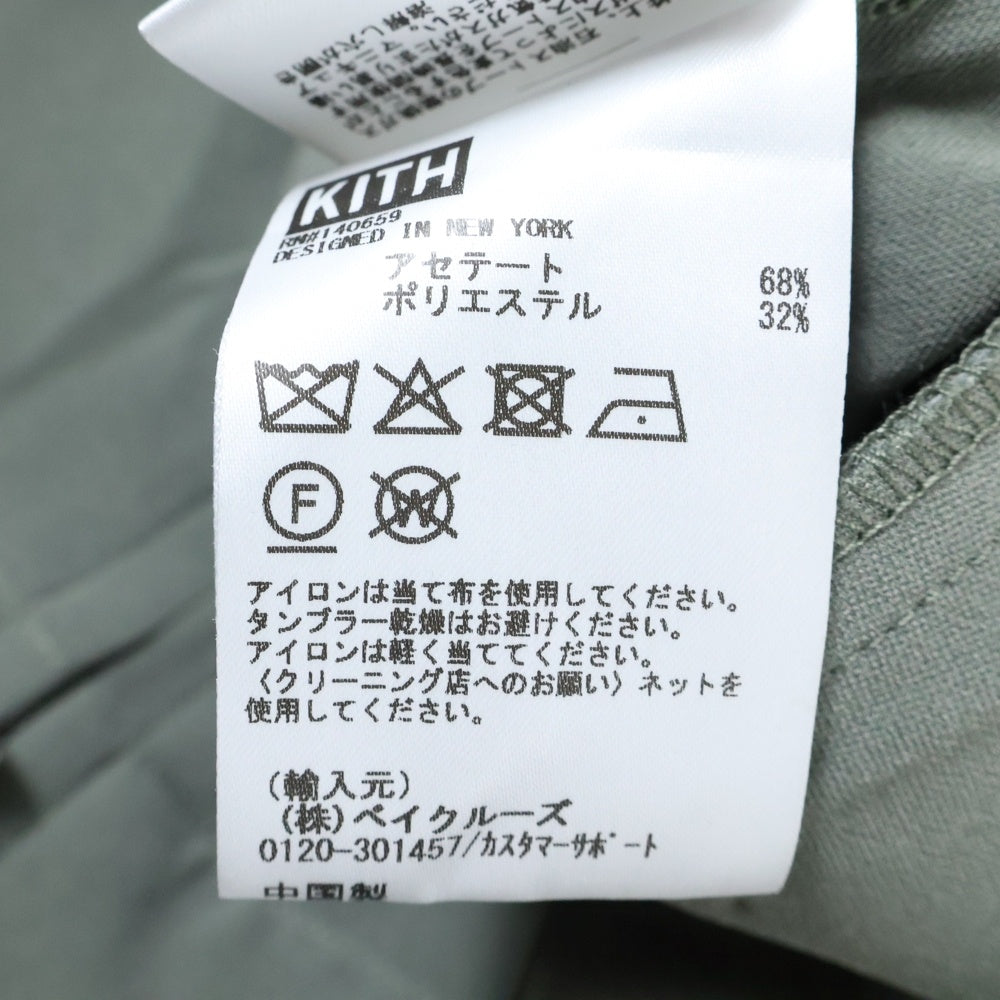 KITH
RN#140659
DESIGNED IN NEW YORK
アセテート 68%
ポリエステル 32%
F
W
アイロンは当て布を使用してください。
タンブラー乾燥はお避けください。
アイロンは軽く当ててください。
〈クリーニング店へのお願い〉ネットを
使用してください。
(輸入元)
(株)ベイクルーズ
0120-301457/カスタマーサポート
中国製